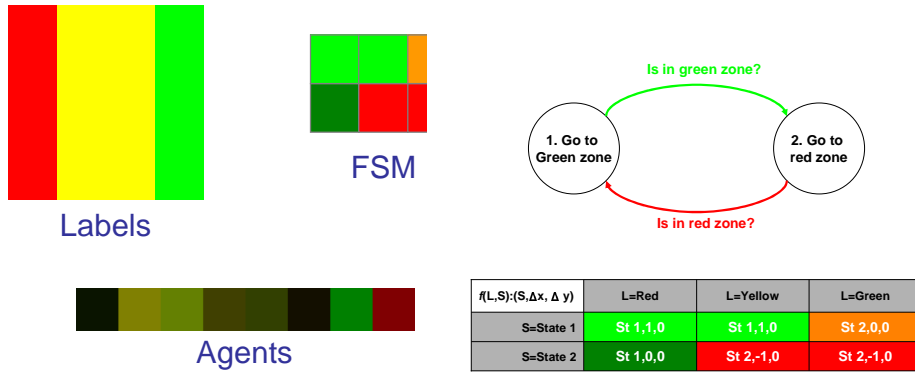 Labels
FSM
Agents
Is in green zone?
1. Go to
Green zone
2. Go to
red zone
Is in red zone?
f(L,S):(S,Δx, Δ y) L=Red L=Yellow L=Green
S=State 1 St 1,1,0 St 1,1,0 St 2,0,0
S=State 2 St 1,0,0 St 2,-1,0 St 2,-1,0